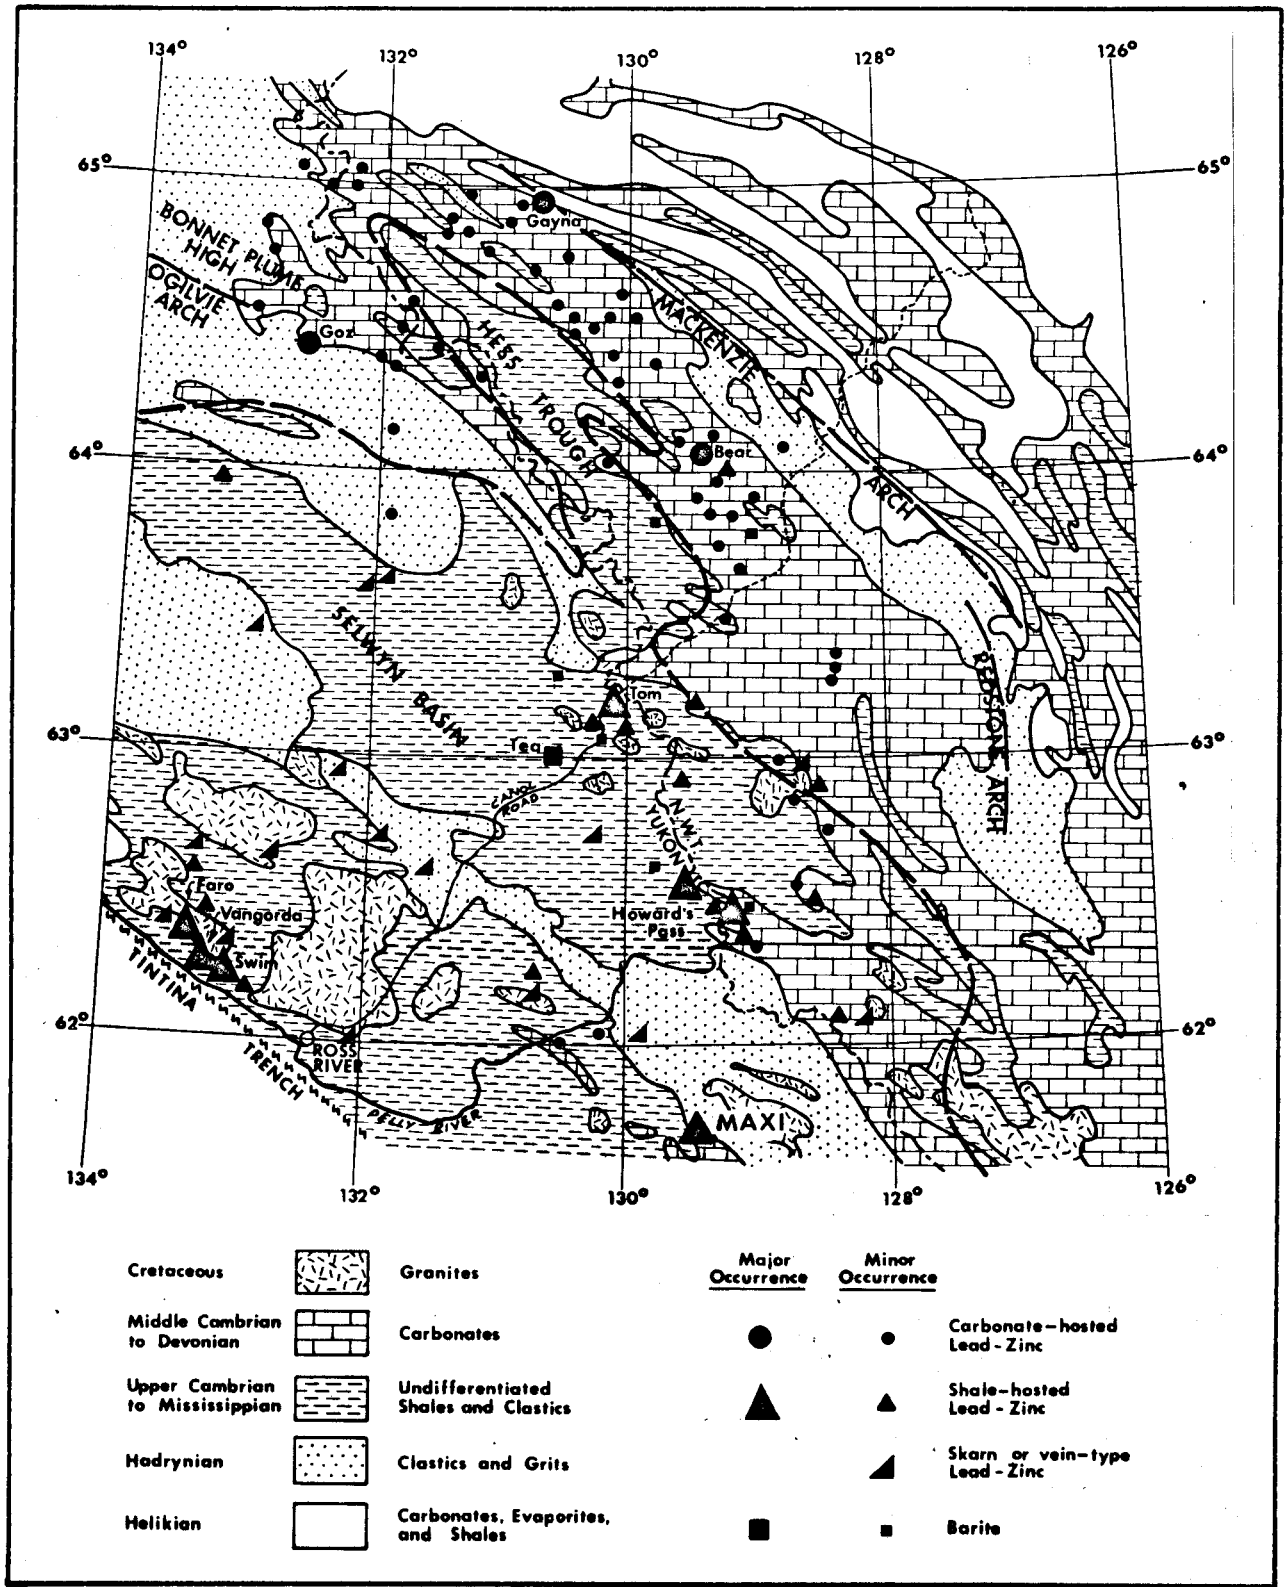 134°
132°
130°
128°
126°
65°
65°
Gayna
BONNET PLUME
HIGH
OGILVIE
ARCH
Goz
HESS TROUGH
MACKENZIE
ARCH
64°
64°
Bear
SELWYN BASIN
Tom
REDSTONE ARCH
63°
63°
Tea
CANOL
ROAD
N.W.T.
YUKON
Faro
Vangorda
Howard's
Pass
Swim
TINTINA
TRENCH
62°
62°
ROSS
RIVER
PELLY RIVER
MAXI
134°
132°
130°
128°
126°
Cretaceous
Granites
Middle Cambrian
to Devonian
Carbonates
Upper Cambrian
to Mississippian
Undifferentiated
Shales and Clastics
Hadrynian
Clastics and Grits
Helikian
Carbonates, Evaporites,
and Shales
Major
Occurrence
Minor
Occurrence
Carbonate-hosted
Lead-Zinc
Shale-hosted
Lead-Zinc
Skarn or vein-type
Lead-Zinc
Barite